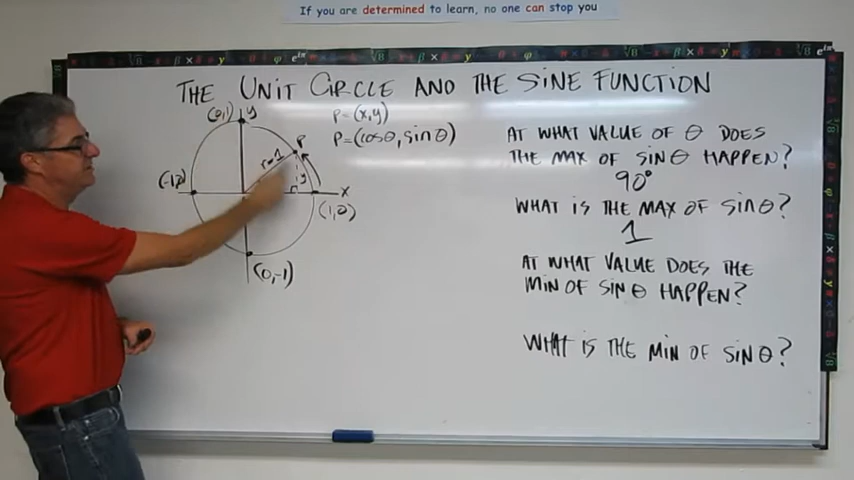 If you are determined to learn, no one can stop you
THE UNIT CIRCLE AND THE SINE FUNCTION
(0,1) y
P=(x,y)
P
P=(cosθ, sinθ)
r=1
y
(-1,0)
x
(1,0)
(0,-1)
AT WHAT VALUE OF θ DOES
THE MAX OF SINθ HAPPEN?
90°
WHAT IS THE MAX OF SINθ?
1
AT WHAT VALUE DOES THE
MIN OF SINθ HAPPEN?
WHAT IS THE MIN OF SINθ?